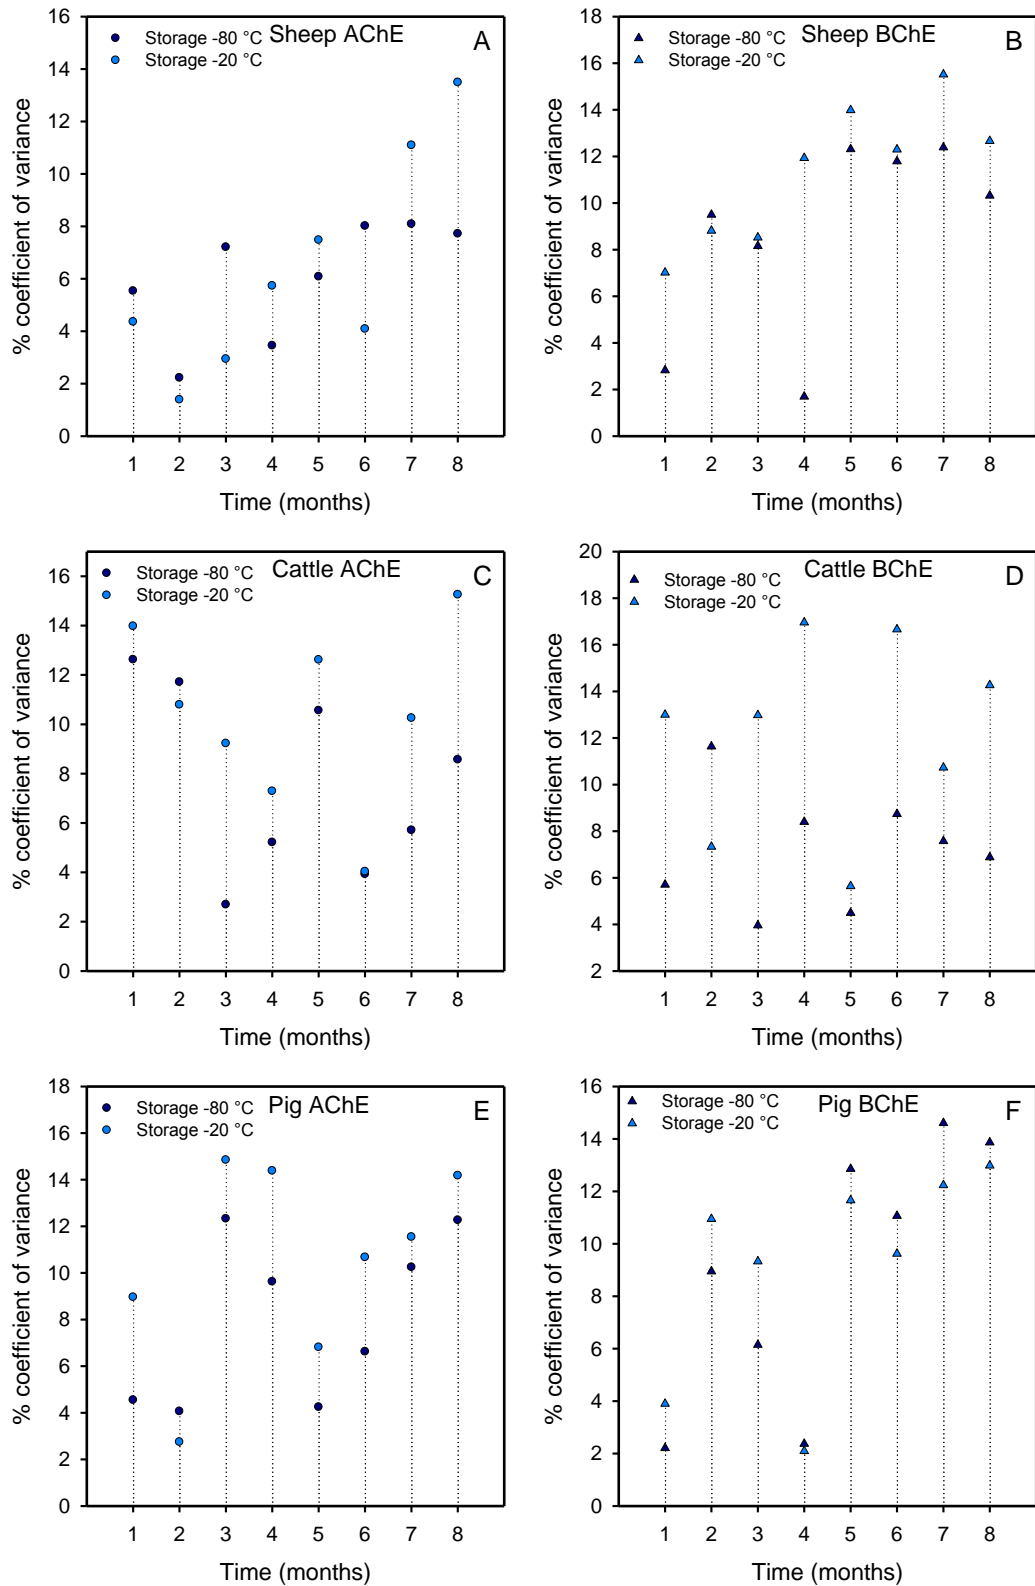 Sheep AChE
A
Storage -80 °C
Storage -20 °C
% coefficient of variance
16
14
12
10
8
6
4
2
0
1 2 3 4 5 6 7 8
Time (months)
Sheep BChE
B
Storage -80 °C
Storage -20 °C
% coefficient of variance
18
16
14
12
10
8
6
4
2
0
1 2 3 4 5 6 7 8
Time (months)
Cattle AChE
C
Storage -80 °C
Storage -20 °C
% coefficient of variance
16
14
12
10
8
6
4
2
0
1 2 3 4 5 6 7 8
Time (months)
Cattle BChE
D
Storage -80 °C
Storage -20 °C
% coefficient of variance
20
18
16
14
12
10
8
6
4
2
1 2 3 4 5 6 7 8
Time (months)
Pig AChE
E
Storage -80 °C
Storage -20 °C
% coefficient of variance
18
16
14
12
10
8
6
4
2
0
1 2 3 4 5 6 7 8
Time (months)
Pig BChE
F
Storage -80 °C
Storage -20 °C
% coefficient of variance
16
14
12
10
8
6
4
2
0
1 2 3 4 5 6 7 8
Time (months)